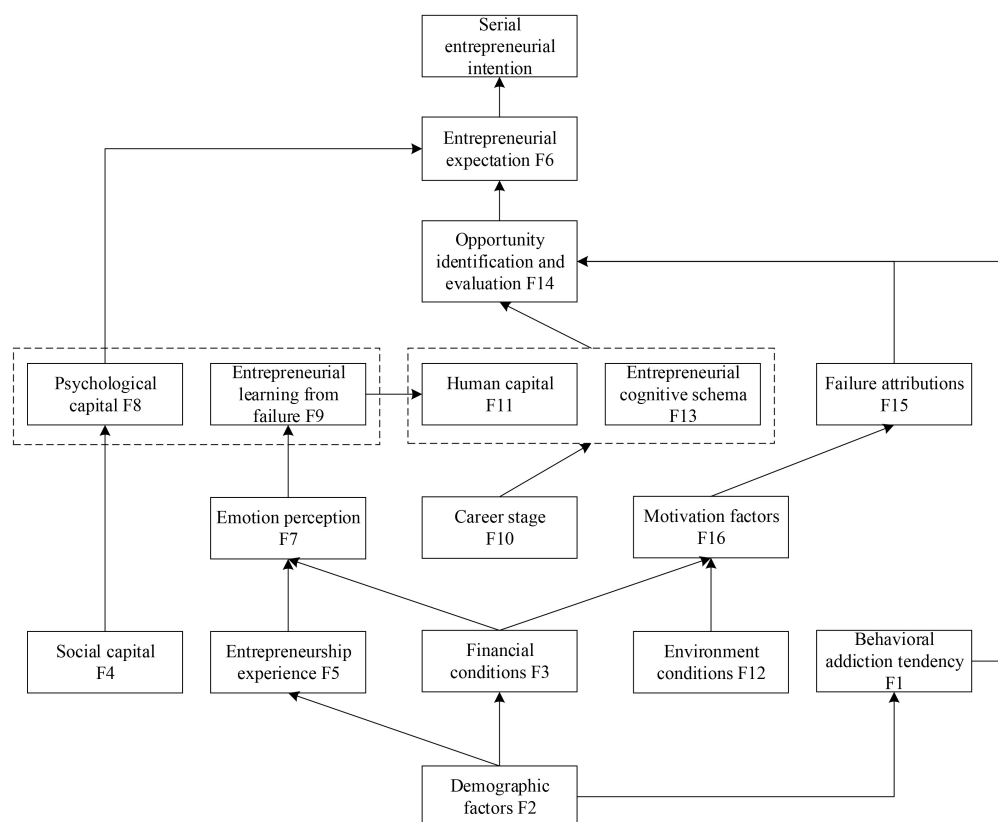 Serial
entrepreneurial
intention
Entrepreneurial
expectation F6
Opportunity
identification and
evaluation F14
Psychological
capital F8
Entrepreneurial
learning from
failure F9
Human capital
F11
Entrepreneurial
cognitive schema
F13
Failure attributions
F15
Emotion perception
F7
Career stage
F10
Motivation factors
F16
Social capital
F4
Entrepreneurship
experience F5
Financial
conditions F3
Environment
conditions F12
Behavioral
addiction tendency
F1
Demographic
factors F2